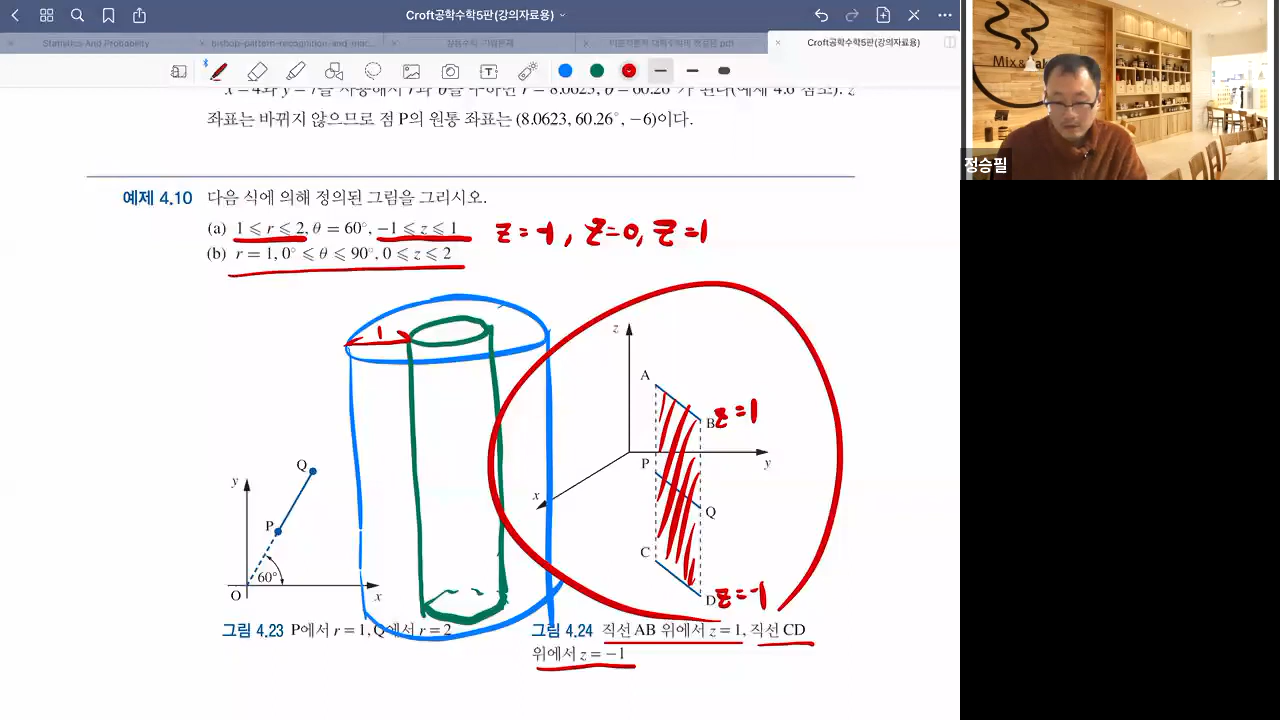 Croft공학수학5판(강의자료용)
Statistics And Probability
bishop-pattern-recognition-and-mac...
Croft공학수학5판(강의자료용)
좌표는 바뀌지 않으므로 점 P의 원통 좌표는 (8.0623, 60.26°, −6)이다.
예제 4.10 다음 식에 의해 정의된 그림을 그리시오.
(a) 1 ⩽ r ⩽ 2, θ = 60°, −1 ⩽ z ⩽ 1 z=-1, z=0, z=1
(b) r = 1, 0° ⩽ θ ⩽ 90°, 0 ⩽ z ⩽ 2
1
z
A
B z=1
P
y
x
Q
C
D z=-1
y
Q
P
60°
O
x
그림 4.23 P에서 r = 1, Q에서 r = 2
그림 4.24 직선 AB 위에서 z = 1, 직선 CD
위에서 z = −1
Mix
정승필